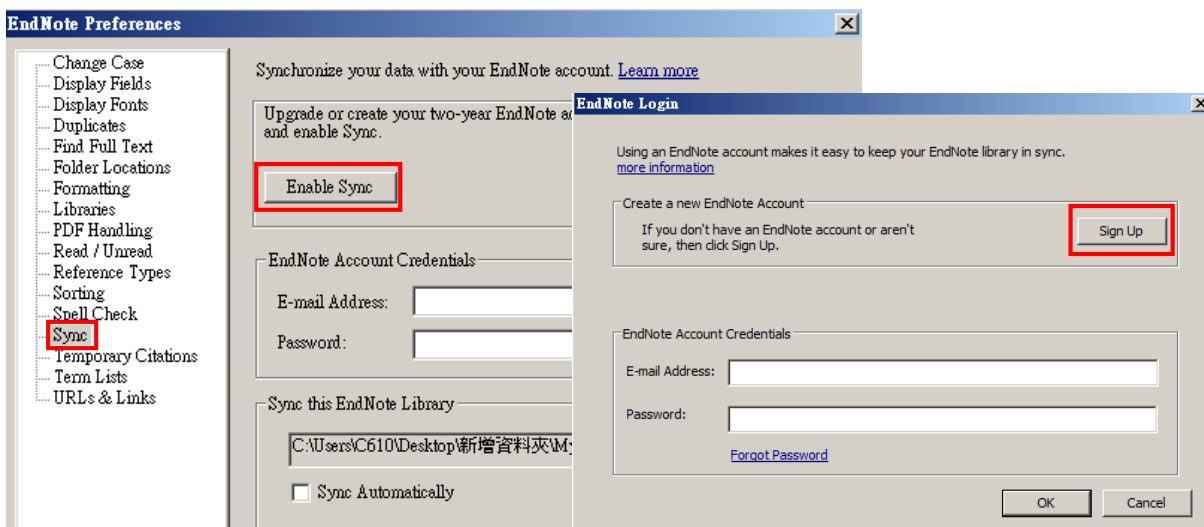 EndNote Preferences
Change Case
Display Fields
Display Fonts
Duplicates
Find Full Text
Folder Locations
Formatting
Libraries
PDF Handling
Read / Unread
Reference Types
Sorting
Spell Check
Sync
Temporary Citations
Term Lists
URLs & Links
Synchronize your data with your EndNote account. Learn more
Upgrade or create your two-year EndNote
and enable Sync.
Enable Sync
EndNote Account Credentials
E-mail Address:
Password:
Sync this EndNote Library
C:\Users\C610\Desktop\新增資料夾\My
Sync Automatically
EndNote Login
Using an EndNote account makes it easy to keep your EndNote library in sync.
more information
Create a new EndNote Account
If you don't have an EndNote account or aren't
sure, then click Sign Up.
Sign Up
EndNote Account Credentials
E-mail Address:
Password:
Forgot Password
OK
Cancel